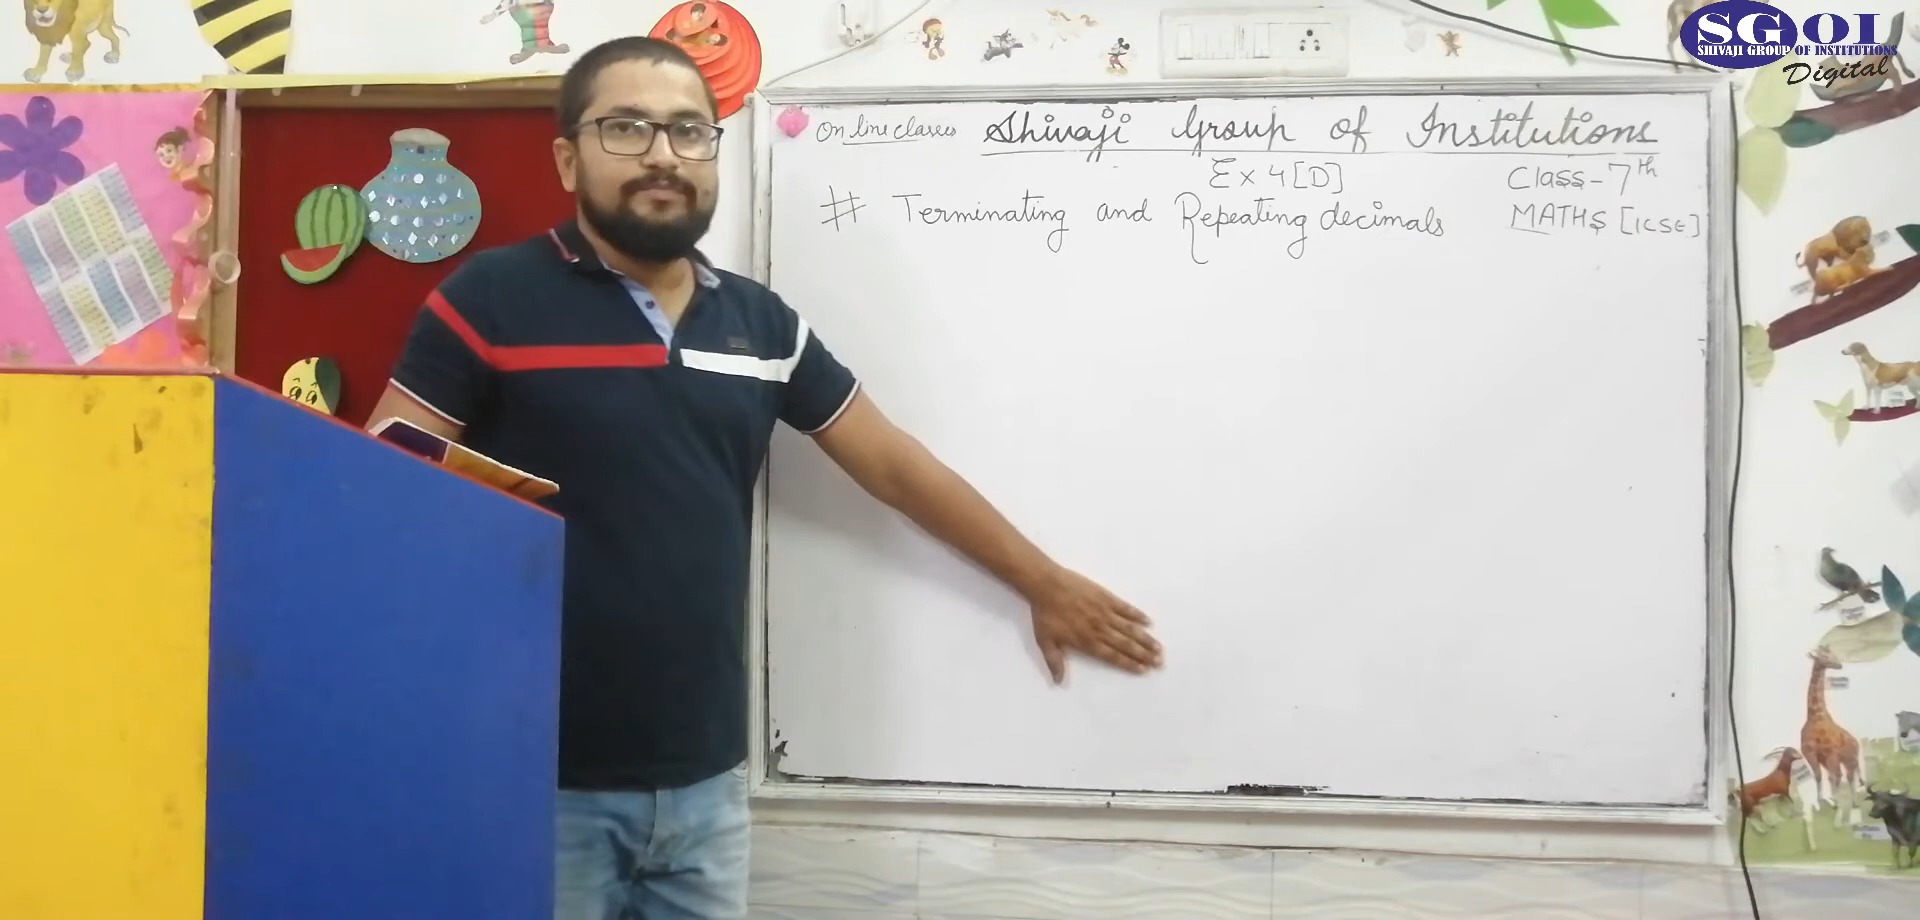 SGOI
SHIVAJI GROUP OF INSTITUTIONS
Digital
Online classes Shivaji Group of Institutions
Ex 4[D] Class-7th
# Terminating and Repeating decimals MATHS [ICSE]